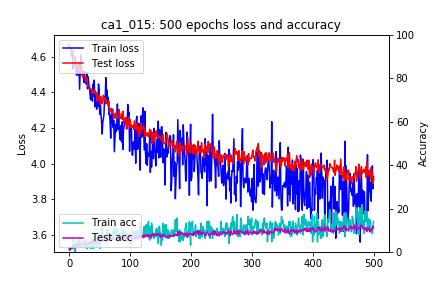 ca1_015: 500 epochs loss and accuracy
Train loss
Test loss
Train acc
Test acc
Loss
4.6
4.4
4.2
4.0
3.8
3.6
Accuracy
100
80
60
40
20
0
0 100 200 300 400 500